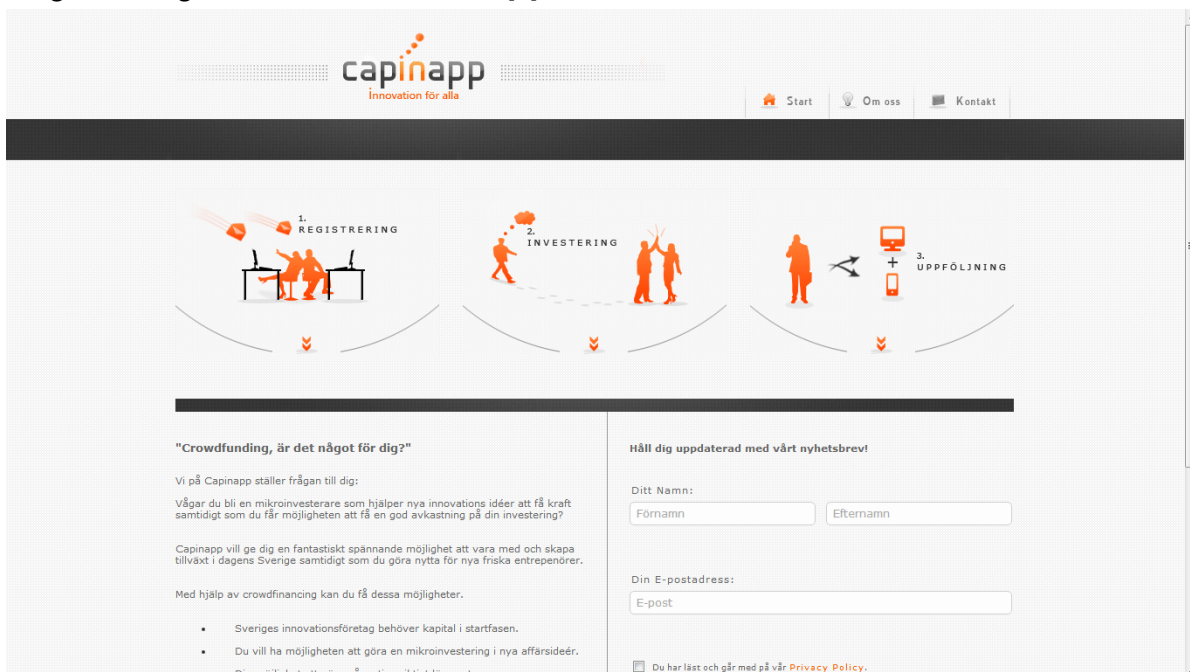 capinapp
Innovation för alla
Start
Om oss
Kontakt
1.
REGISTRERING
2.
INVESTERING
3.
UPPFÖLJNING
"Crowdfunding, är det något för dig?"
Vi på Capinapp ställer frågan till dig:
Vågar du bli en mikroinvesterare som hjälper nya innovations idéer att få kraft
samtidigt som du får möjligheten att få en god avkastning på din investering?
Capinapp vill ge dig en fantastiskt spännande möjlighet att vara med och skapa
tillväxt i dagens Sverige samtidigt som du göra nytta för nya friska entrepenörer.
Med hjälp av crowdfinancing kan du få dessa möjligheter.
• Sveriges innovationsföretag behöver kapital i startfasen.
• Du vill ha möjligheten att göra en mikroinvestering i nya affärsideér.
Håll dig uppdaterad med vårt nyhetsbrev!
Ditt Namn:
Förnamn
Efternamn
Din E-postadress:
E-post
Du har läst och går med på vår Privacy Policy.